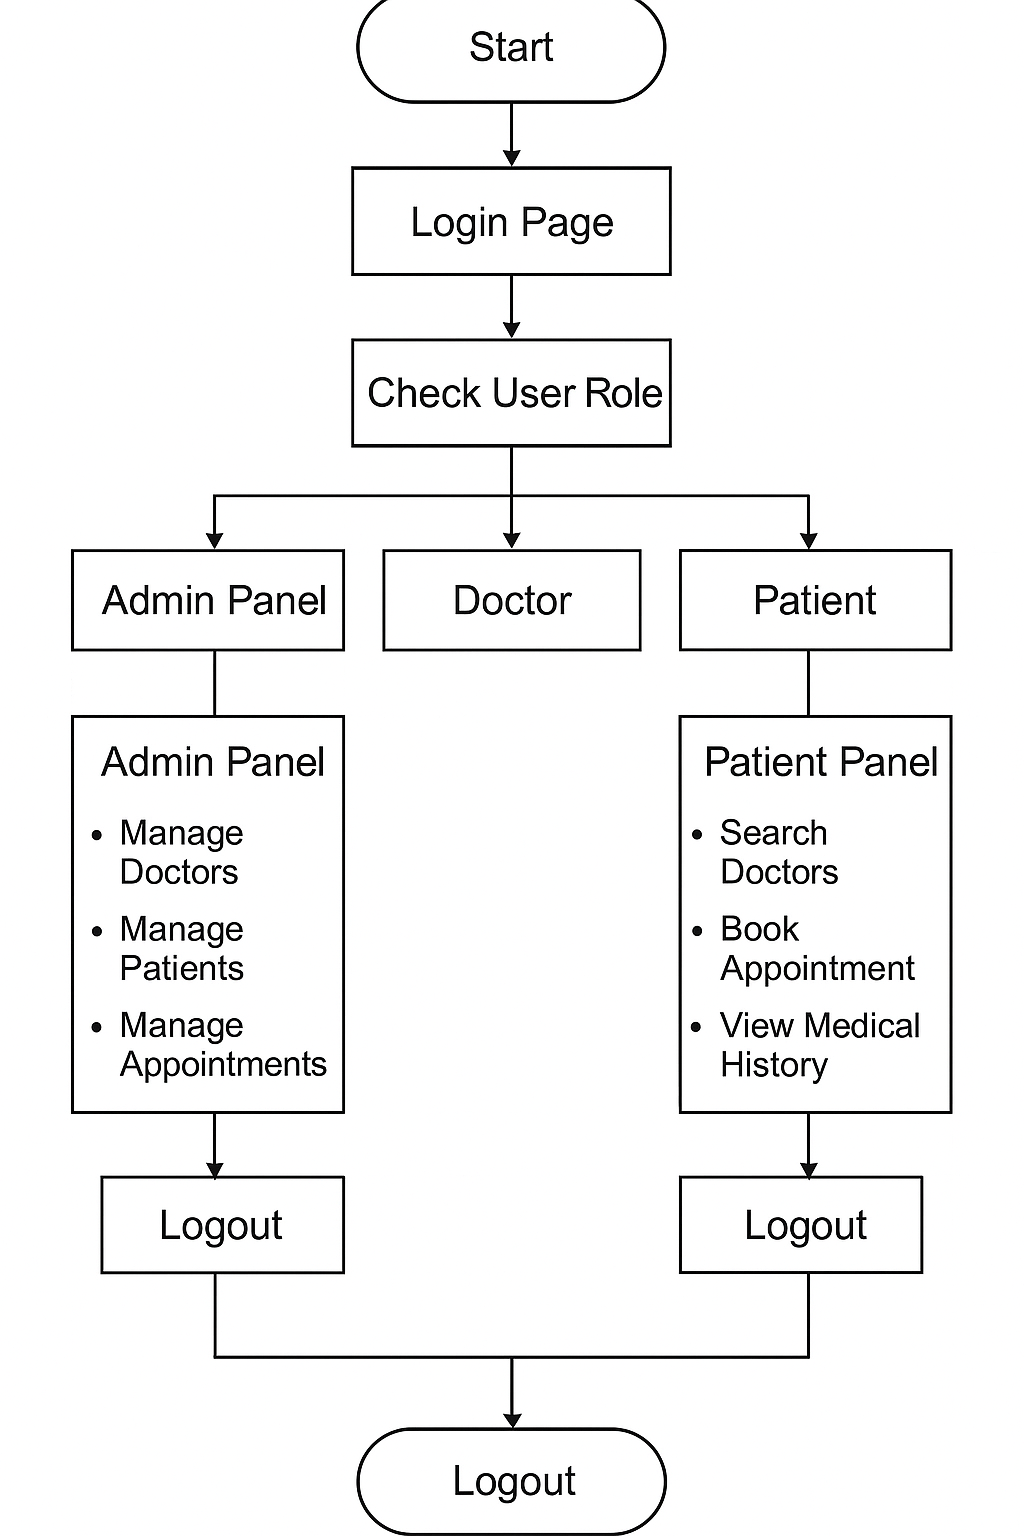 Start
Login Page
Check User Role
Admin Panel
Doctor
Patient
Admin Panel
• Manage
Doctors
• Manage
Patients
• Manage
Appointments
Patient Panel
• Search
Doctors
• Book
Appointment
• View Medical
History
Logout
Logout
Logout